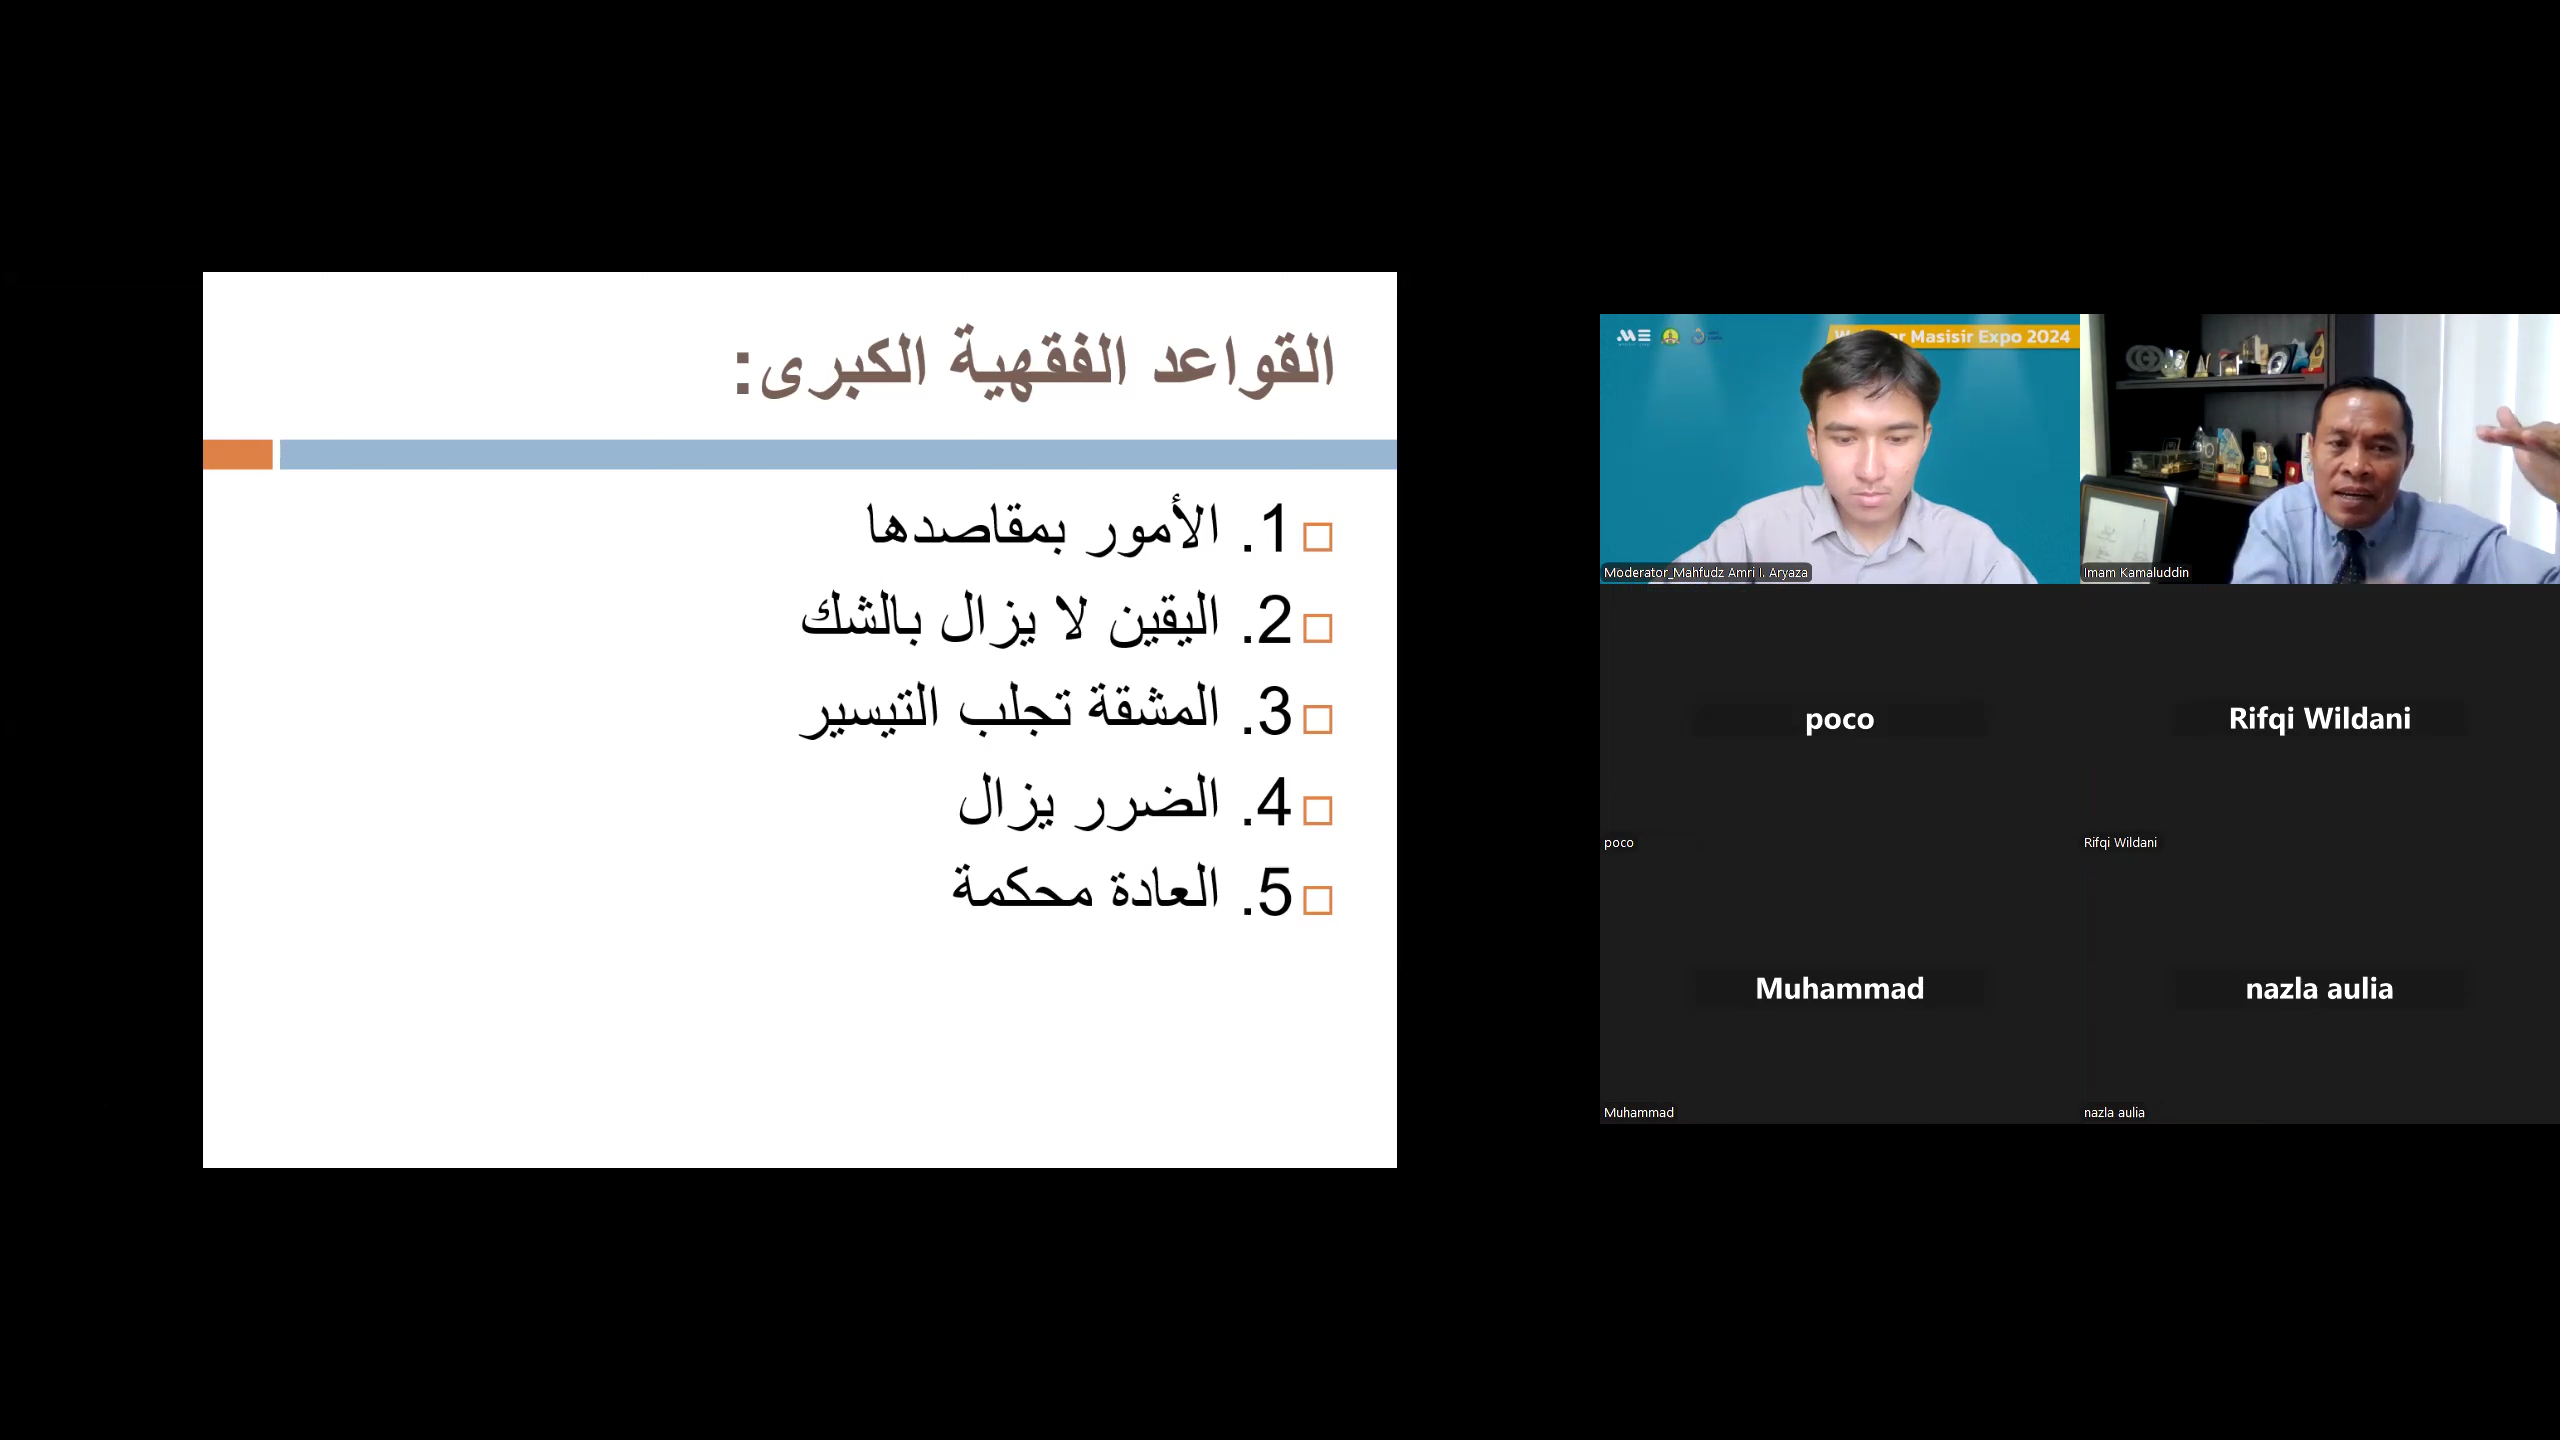 القواعد الفقهية الكبرى:
1. الأمور بمقاصدها
2. اليقين لا يزال بالشك
3. المشقة تجلب التيسير
4. الضرر يزال
5. العادة محكمة
ME
Masisir Expo 2024
Moderator_Mahfudz Amri I. Aryaza
Imam Kamaluddin
poco
poco
Rifqi Wildani
Rifqi Wildani
Muhammad
Muhammad
nazla aulia
nazla aulia